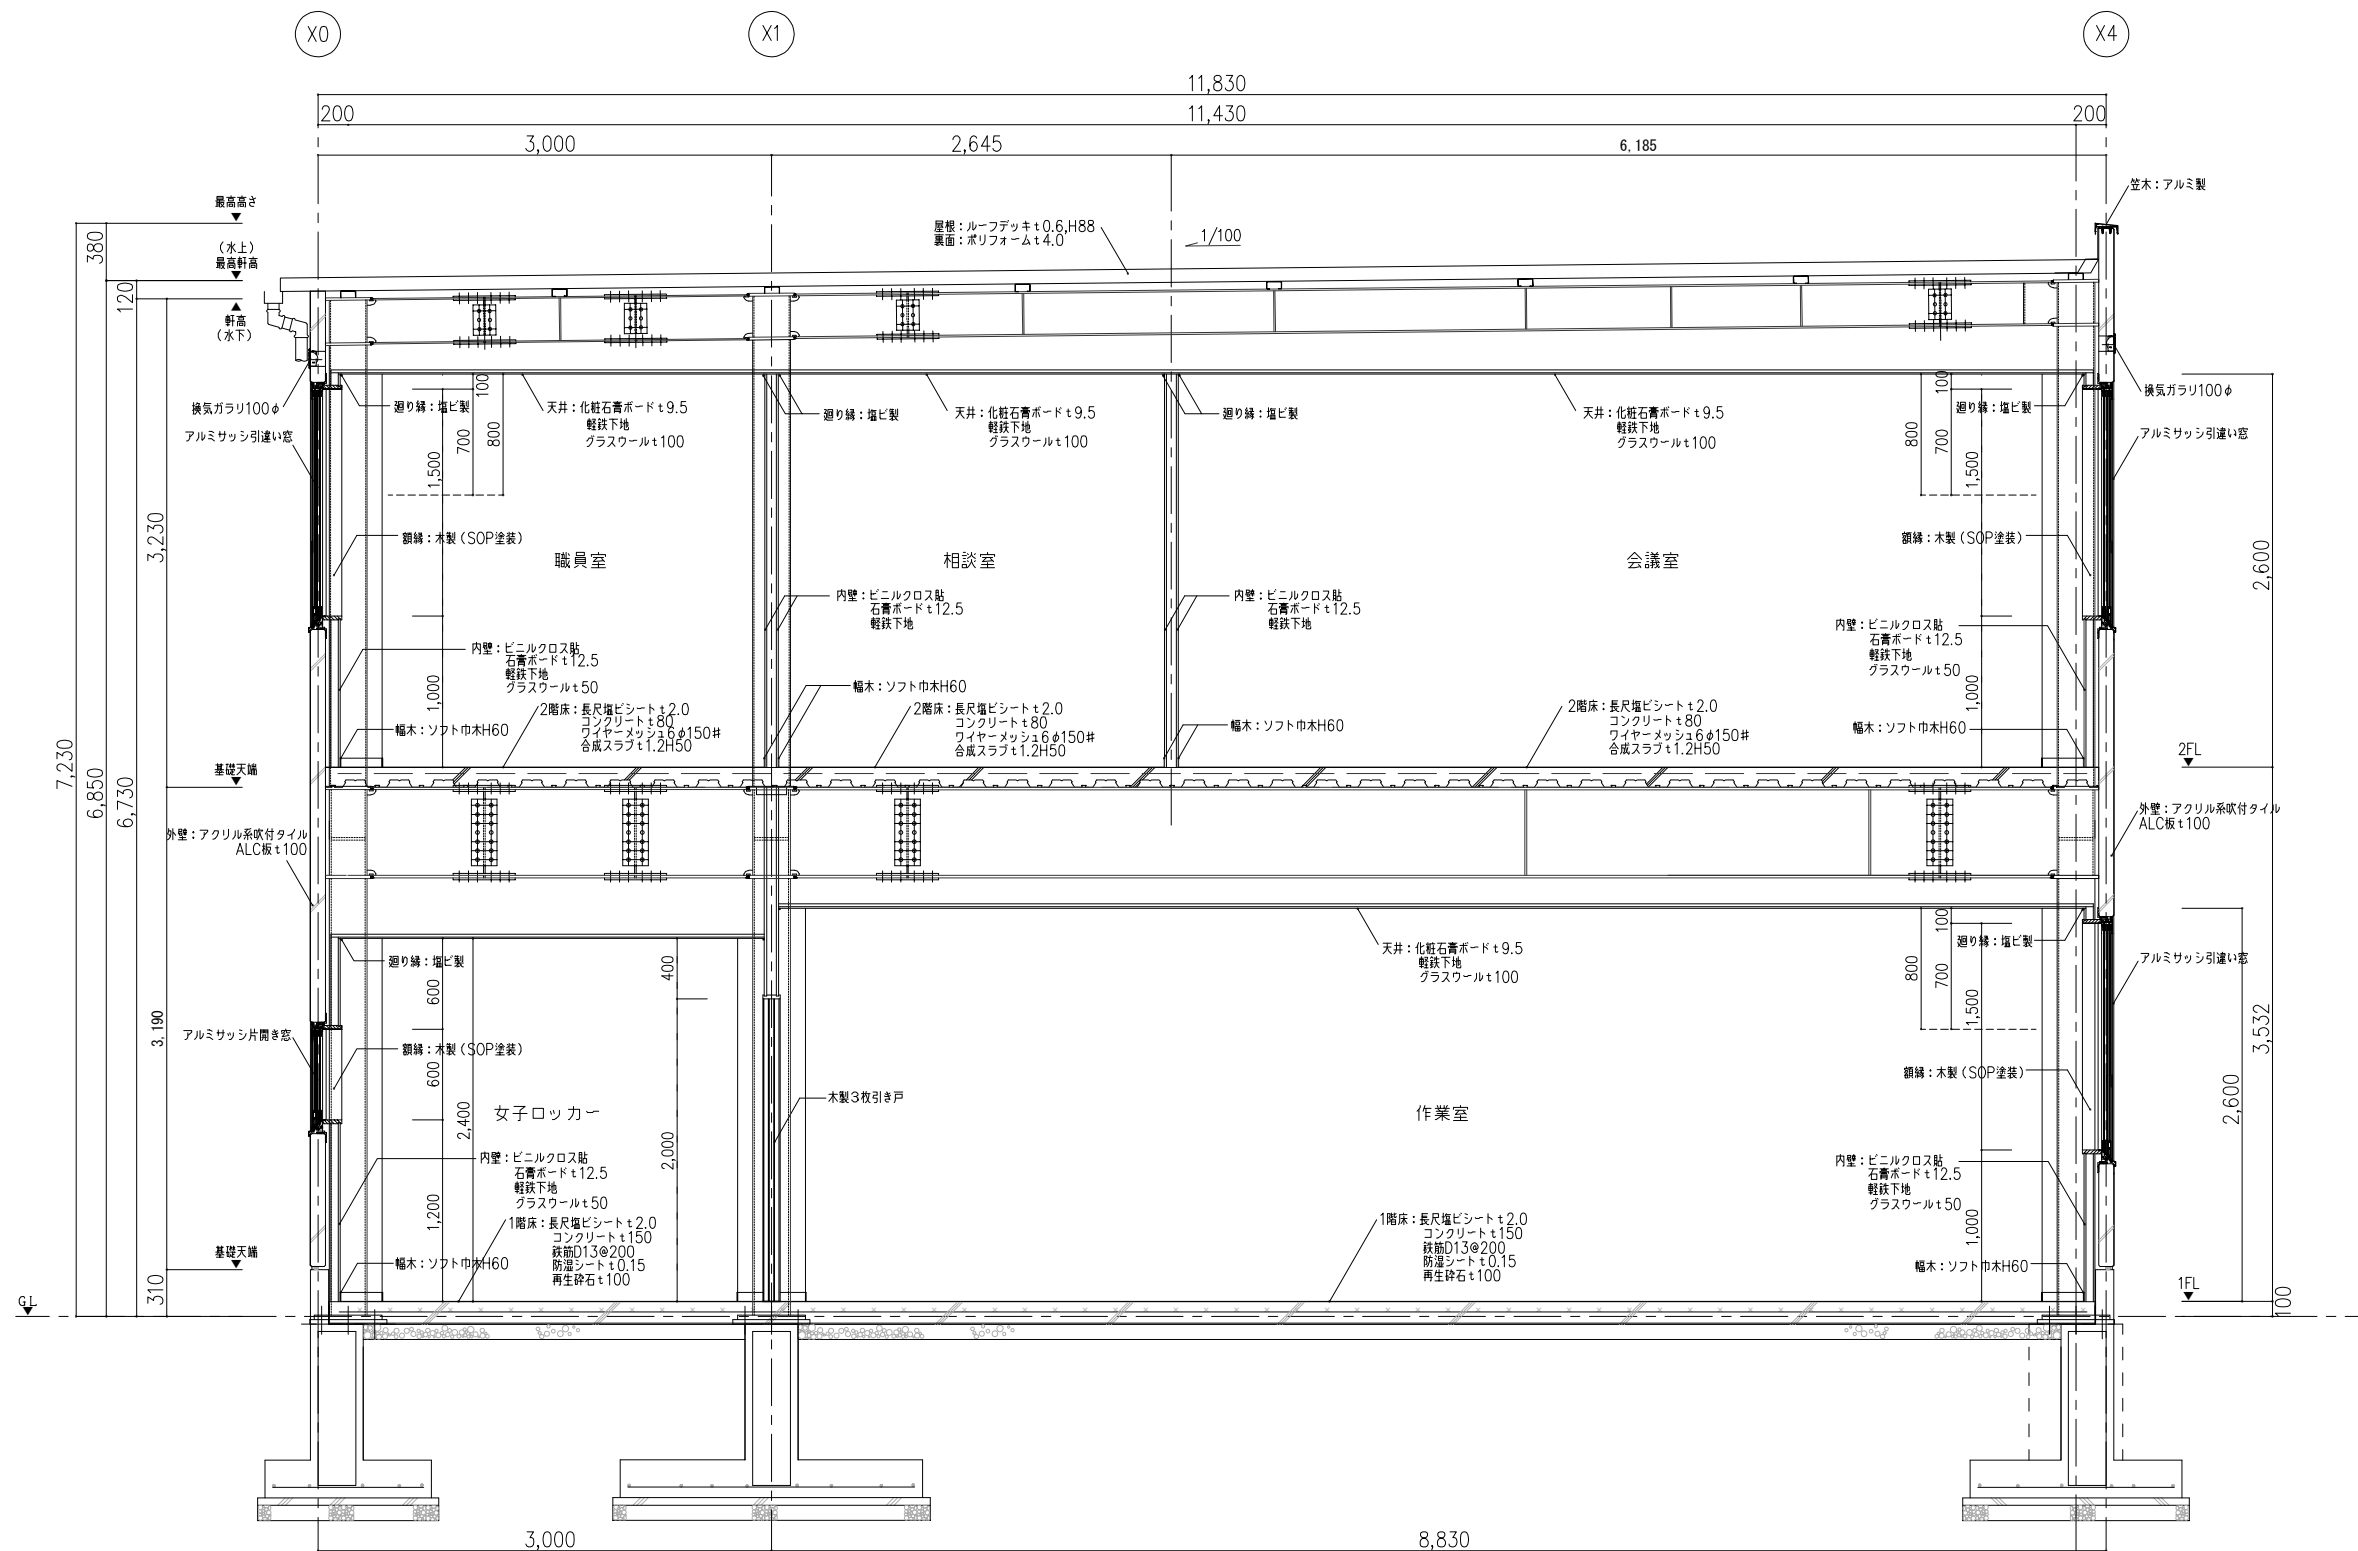 X0
X1
X4
11,830
200
11,430
200
3,000
2,645
6,185
笠木：アルミ製
最高高さ
屋根：ルーフデッキｔ0.6,H88
裏面：ポリフォームｔ4.0
1/100
380
（水上）
最高軒高
120
軒高
（水下）
換気ガラリ100φ
アルミサッシ引違い窓
廻り縁：塩ビ製
100
700
800
1,500
天井：化粧石膏ボードｔ9.5
軽鉄下地
グラスウールｔ100
廻り縁：塩ビ製
天井：化粧石膏ボードｔ9.5
軽鉄下地
グラスウールｔ100
廻り縁：塩ビ製
天井：化粧石膏ボードｔ9.5
軽鉄下地
グラスウールｔ100
800
100
700
1,500
廻り縁：塩ビ製
換気ガラリ100φ
アルミサッシ引違い窓
3,230
額縁：木製（SOP塗装）
職員室
相談室
会議室
額縁：木製（SOP塗装）
2,600
内壁：ビニルクロス貼
石膏ボードｔ12.5
軽鉄下地
内壁：ビニルクロス貼
石膏ボードｔ12.5
軽鉄下地
内壁：ビニルクロス貼
石膏ボードｔ12.5
軽鉄下地
グラスウールｔ50
1,000
内壁：ビニルクロス貼
石膏ボードｔ12.5
軽鉄下地
グラスウールｔ50
1,000
幅木：ソフト巾木H60
2階床：長尺塩ビシートｔ2.0
コンクリートｔ80
ワイヤーメッシュ6φ150#
合成スラブｔ1.2H50
幅木：ソフト巾木H60
2階床：長尺塩ビシートｔ2.0
コンクリートｔ80
ワイヤーメッシュ6φ150#
合成スラブｔ1.2H50
幅木：ソフト巾木H60
2階床：長尺塩ビシートｔ2.0
コンクリートｔ80
ワイヤーメッシュ6φ150#
合成スラブｔ1.2H50
幅木：ソフト巾木H60
7,230
6,850
6,730
基礎天端
2FL
外壁：アクリル系吹付タイル
ALC板ｔ100
外壁：アクリル系吹付タイル
ALC板ｔ100
廻り縁：塩ビ製
600
400
天井：化粧石膏ボードｔ9.5
軽鉄下地
グラスウールｔ100
800
100
700
1,500
廻り縁：塩ビ製
アルミサッシ引違い窓
3,190
アルミサッシ片開き窓
額縁：木製（SOP塗装）
600
2,400
女子ロッカー
2,000
木製３枚引き戸
作業室
額縁：木製（SOP塗装）
3,532
2,600
内壁：ビニルクロス貼
石膏ボードｔ12.5
軽鉄下地
グラスウールｔ50
1,200
内壁：ビニルクロス貼
石膏ボードｔ12.5
軽鉄下地
グラスウールｔ50
1,000
1階床：長尺塩ビシートｔ2.0
コンクリートｔ150
鉄筋D13@200
防湿シートｔ0.15
再生砕石ｔ100
1階床：長尺塩ビシートｔ2.0
コンクリートｔ150
鉄筋D13@200
防湿シートｔ0.15
再生砕石ｔ100
基礎天端
幅木：ソフト巾木H60
幅木：ソフト巾木H60
310
GL
1FL
100
3,000
8,830